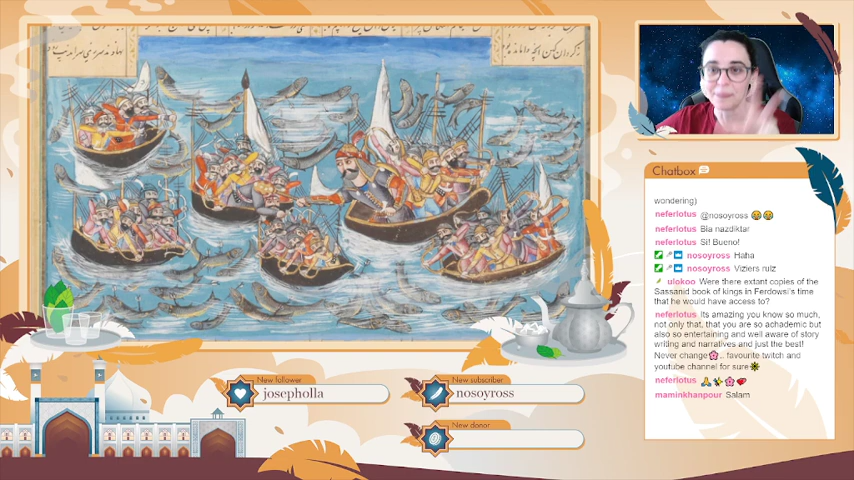 Chatbox
wondering)
neferlotus @nosoyross
neferlotus Bia nazdiktar
neferlotus Si! Bueno!
nosoyross Haha
nosoyross Viziers ruiz
ulokoo Were there extant copies of the
Sassanid book of kings in Ferdowsi's time
that he would have access to?
neferlotus Its amazing you know so much,
not only that, that you are so achademic but
also so entertaining and well aware of story
writing and narratives and just the best!
Never change .. favourite twitch and
youtube channel for sure
neferlotus
maminkhanpour Salam
New follower
josepholla
New subscriber
nosoyross
New donor